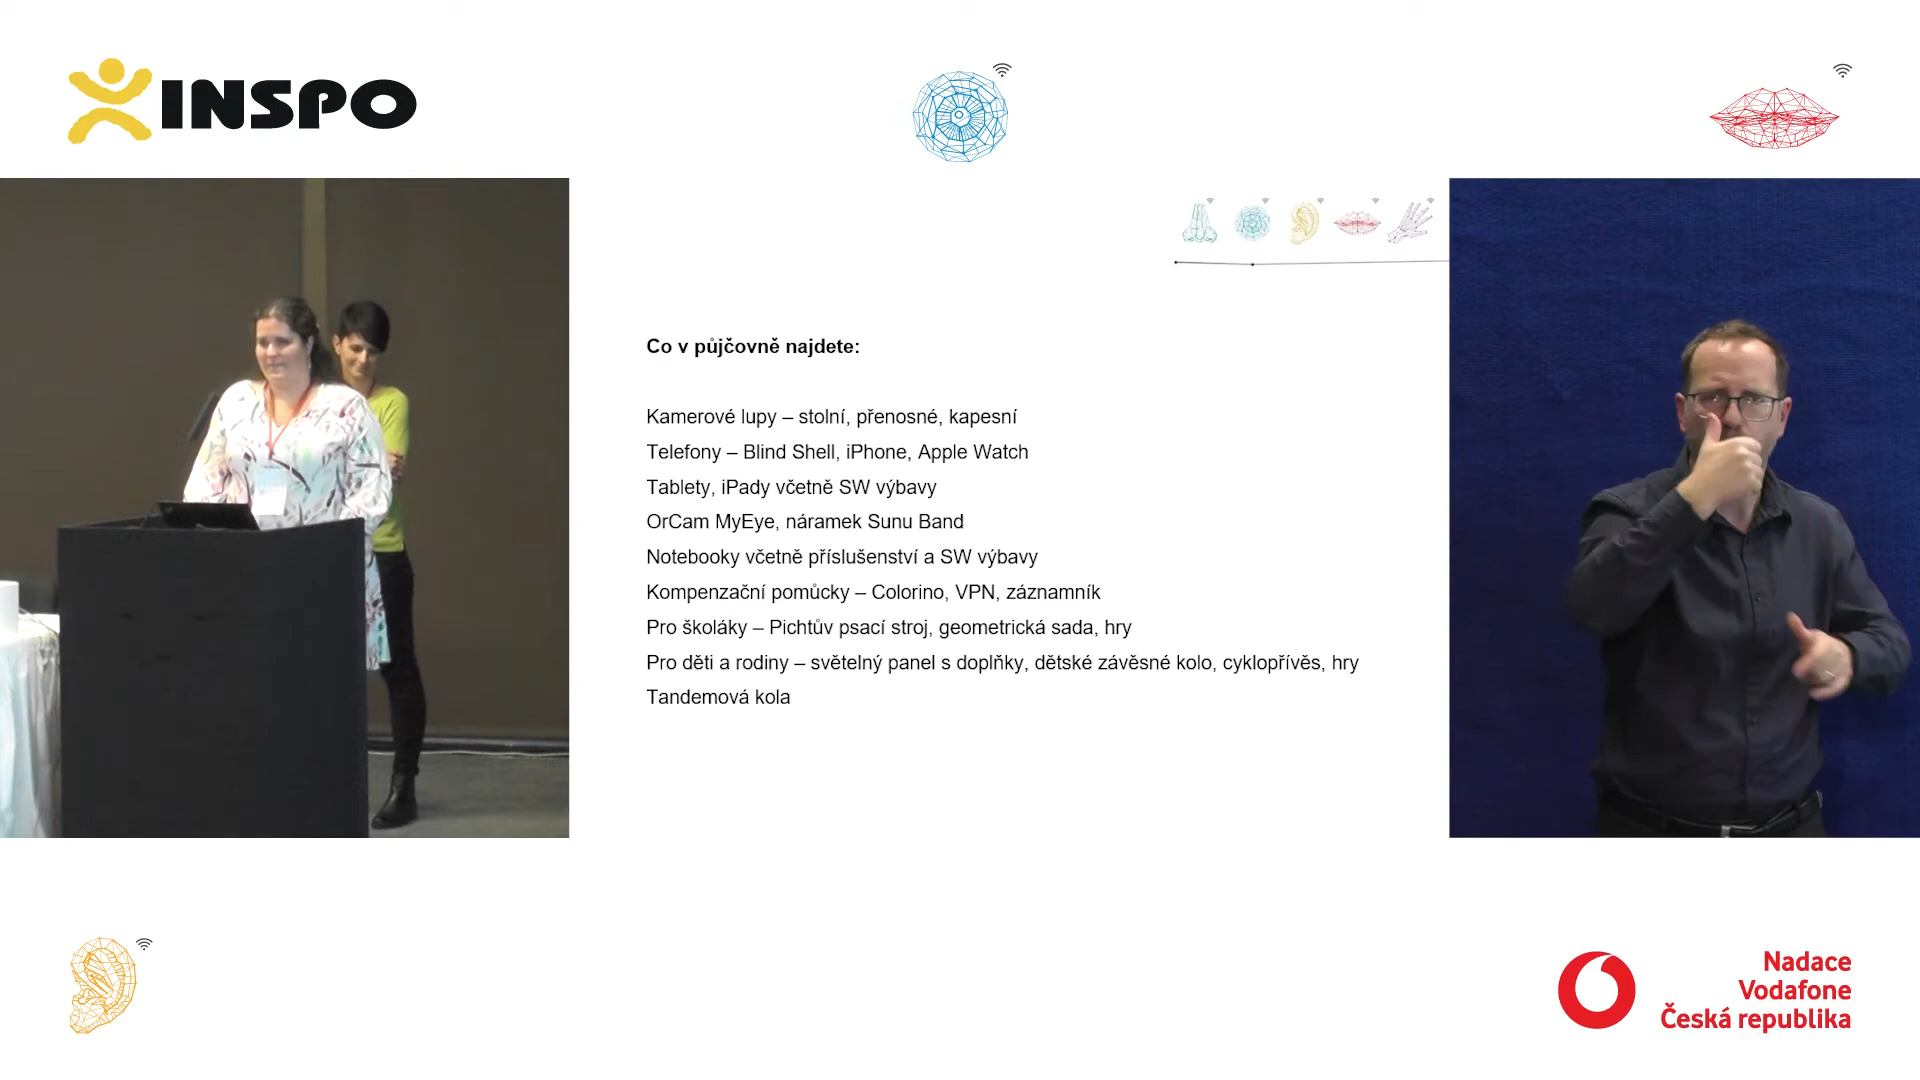 INSPO
Co v půjčovně najdete:
Kamerové lupy – stolní, přenosné, kapesní
Telefony – Blind Shell, iPhone, Apple Watch
Tablety, iPady včetně SW výbavy
OrCam MyEye, náramek Sunu Band
Notebooky včetně příslušenství a SW výbavy
Kompenzační pomůcky – Colorino, VPN, záznamník
Pro školáky – Pichtův psací stroj, geometrická sada, hry
Pro děti a rodiny – světelný panel s doplňky, dětské závěsné kolo, cyklopřívěs, hry
Tandemová kola
Nadace
Vodafone
Česká republika